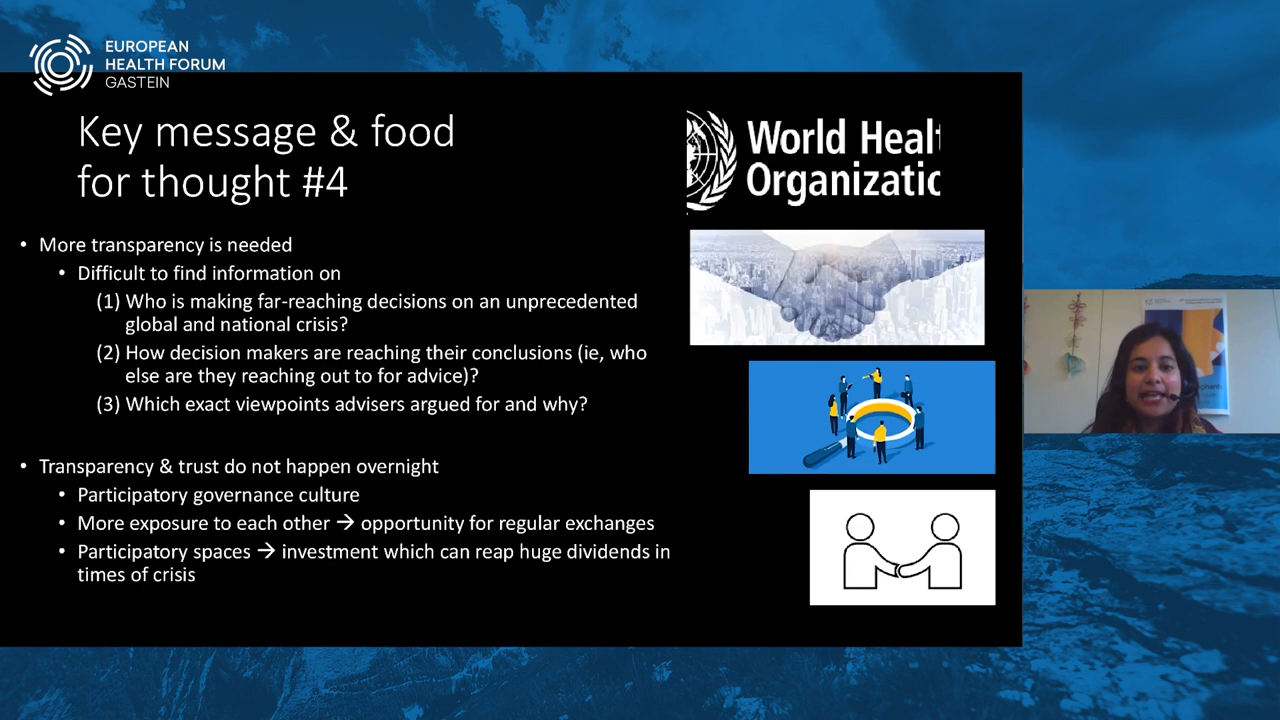 EUROPEAN
HEALTH FORUM
GASTEIN
Key message & food
for thought #4
World Healt
Organizatic
• More transparency is needed
• Difficult to find information on
(1) Who is making far-reaching decisions on an unprecedented
global and national crisis?
(2) How decision makers are reaching their conclusions (ie, who
else are they reaching out to for advice)?
(3) Which exact viewpoints advisers argued for and why?
• Transparency & trust do not happen overnight
• Participatory governance culture
• More exposure to each other → opportunity for regular exchanges
• Participatory spaces → investment which can reap huge dividends in
times of crisis